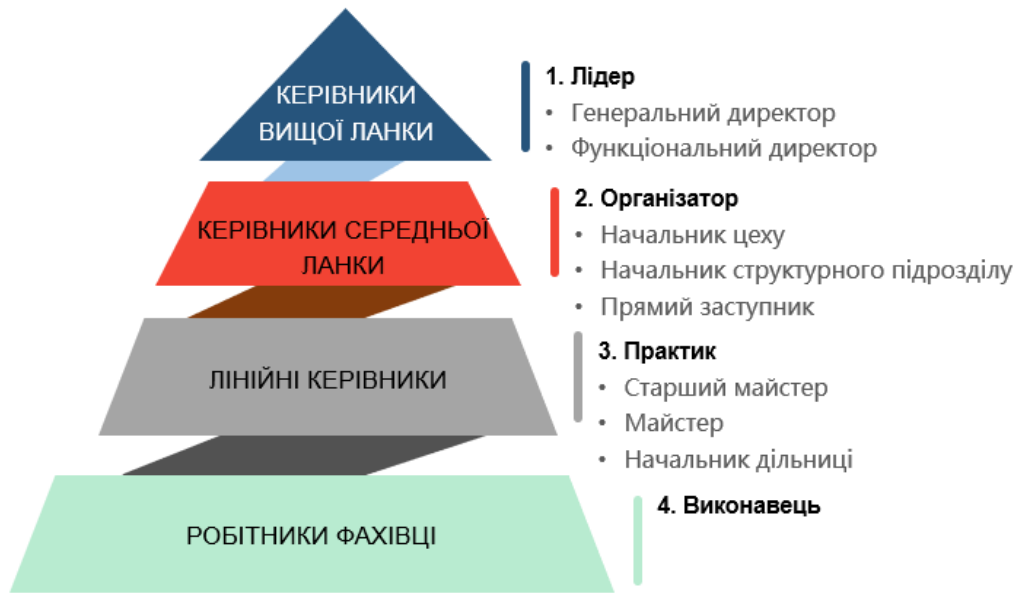 КЕРІВНИКИ
ВИЩОЇ ЛАНКИ
1. Лідер
• Генеральний директор
• Функціональний директор
КЕРІВНИКИ СЕРЕДНЬОЇ
ЛАНКИ
2. Організатор
• Начальник цеху
• Начальник структурного підрозділу
• Прямий заступник
ЛІНІЙНІ КЕРІВНИКИ
3. Практик
• Старший майстер
• Майстер
• Начальник дільниці
РОБІТНИКИ ФАХІВЦІ
4. Виконавець